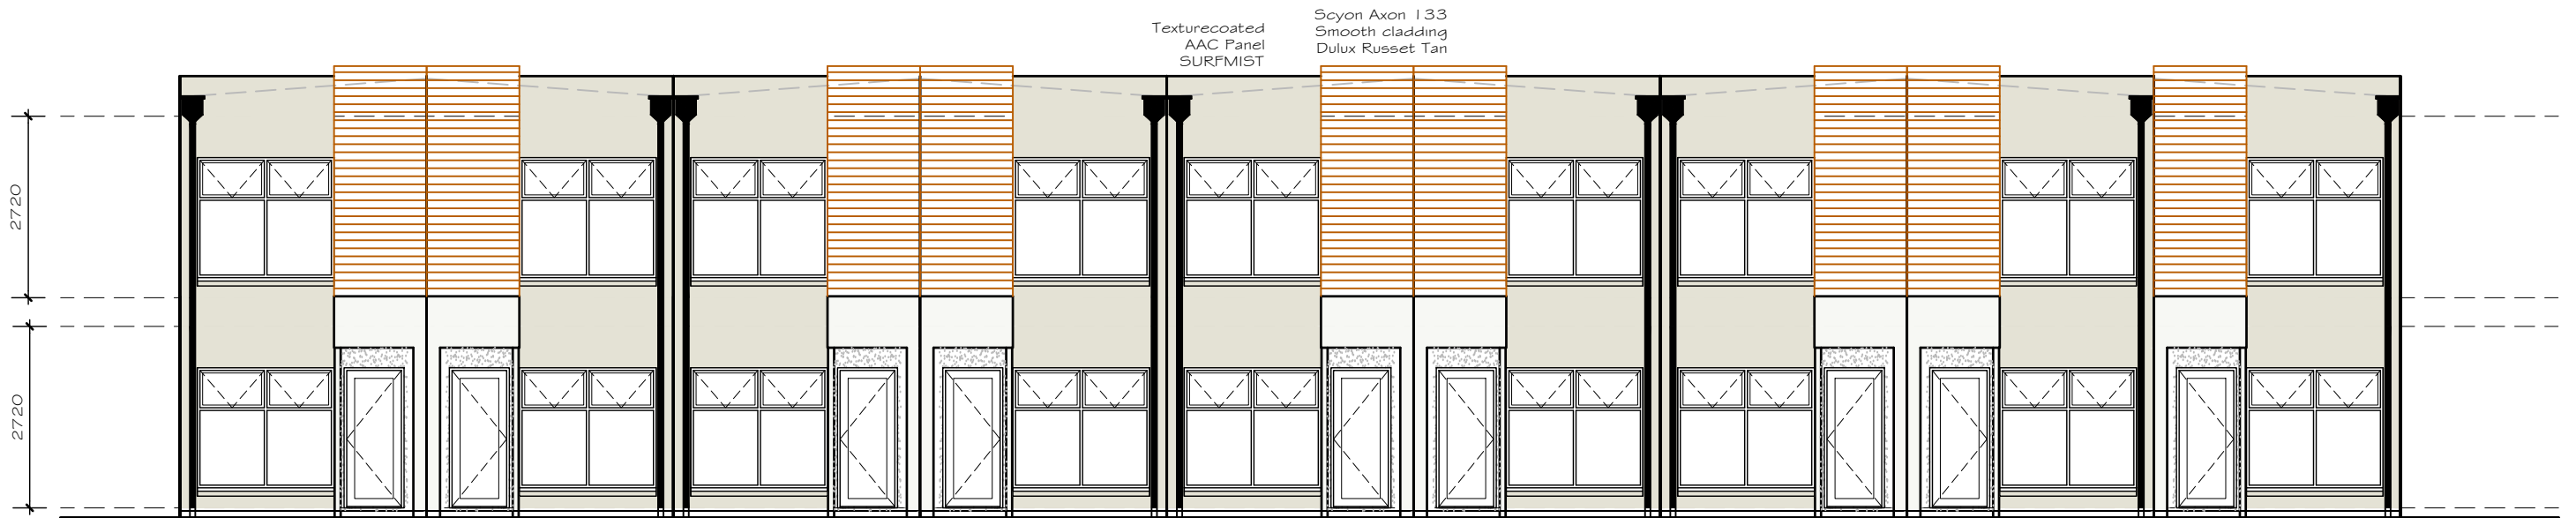 Texturecoated
AAC Panel
SURFMIST
Scyon Axon 133
Smooth cladding
Dulux Russet Tan
2720
2720